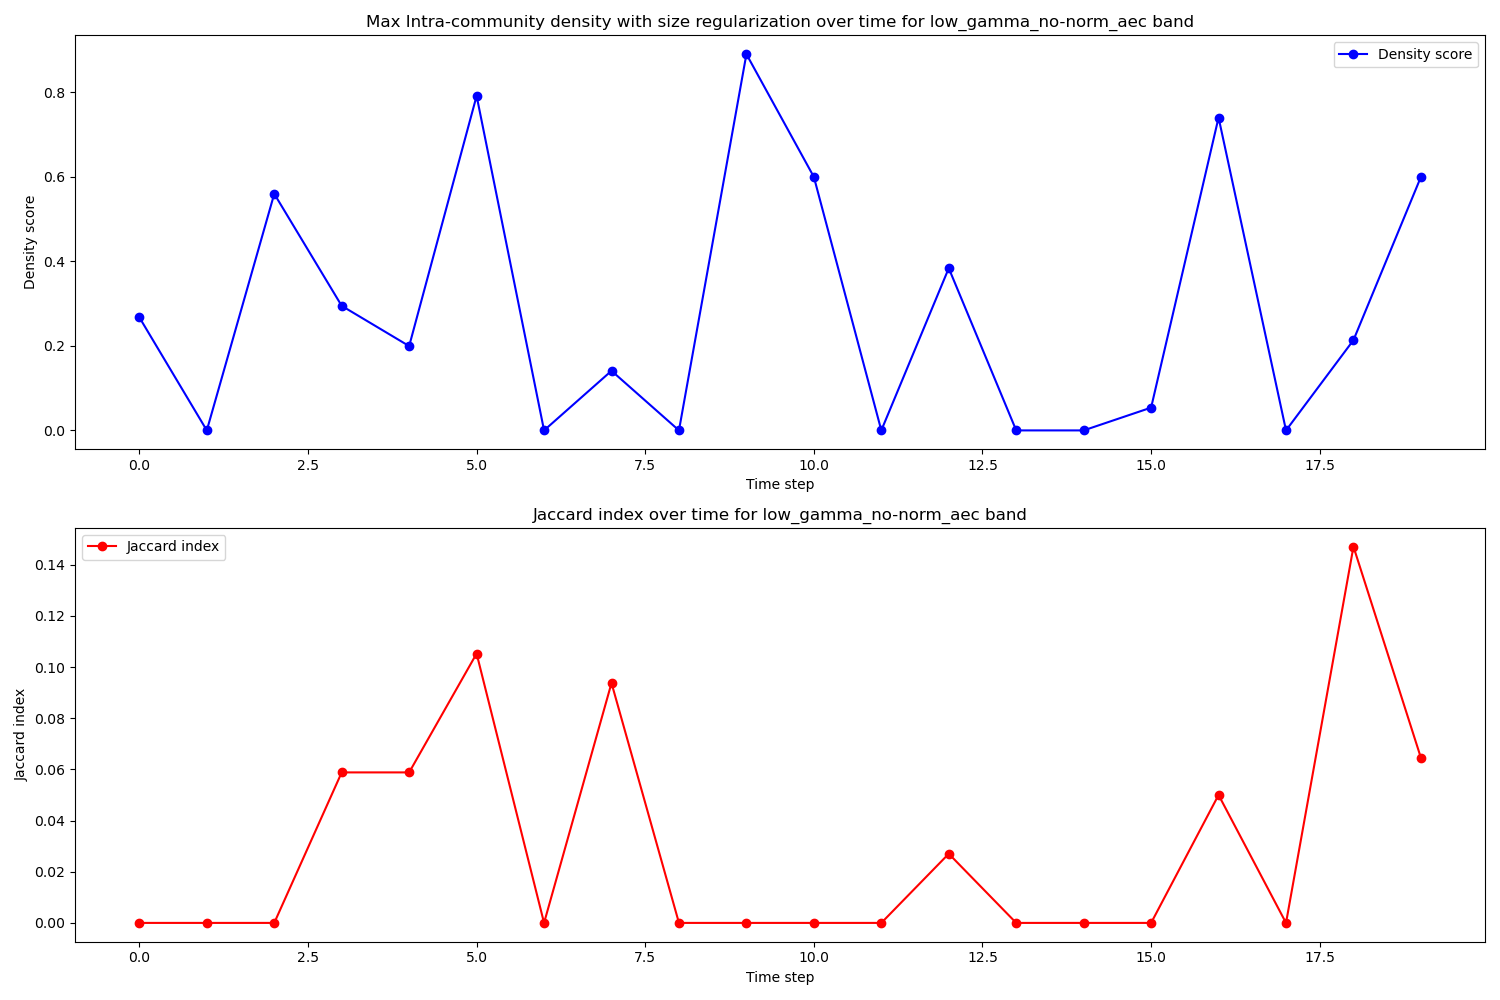 Max Intra-community density with size regularization over time for low_gamma_no-norm_aec band
Density score
Density score
0.8
0.6
0.4
0.2
0.0
0.0 2.5 5.0 7.5 10.0 12.5 15.0 17.5
Time step
Jaccard index over time for low_gamma_no-norm_aec band
Jaccard index
Jaccard index
0.14
0.12
0.10
0.08
0.06
0.04
0.02
0.00
0.0 2.5 5.0 7.5 10.0 12.5 15.0 17.5
Time step